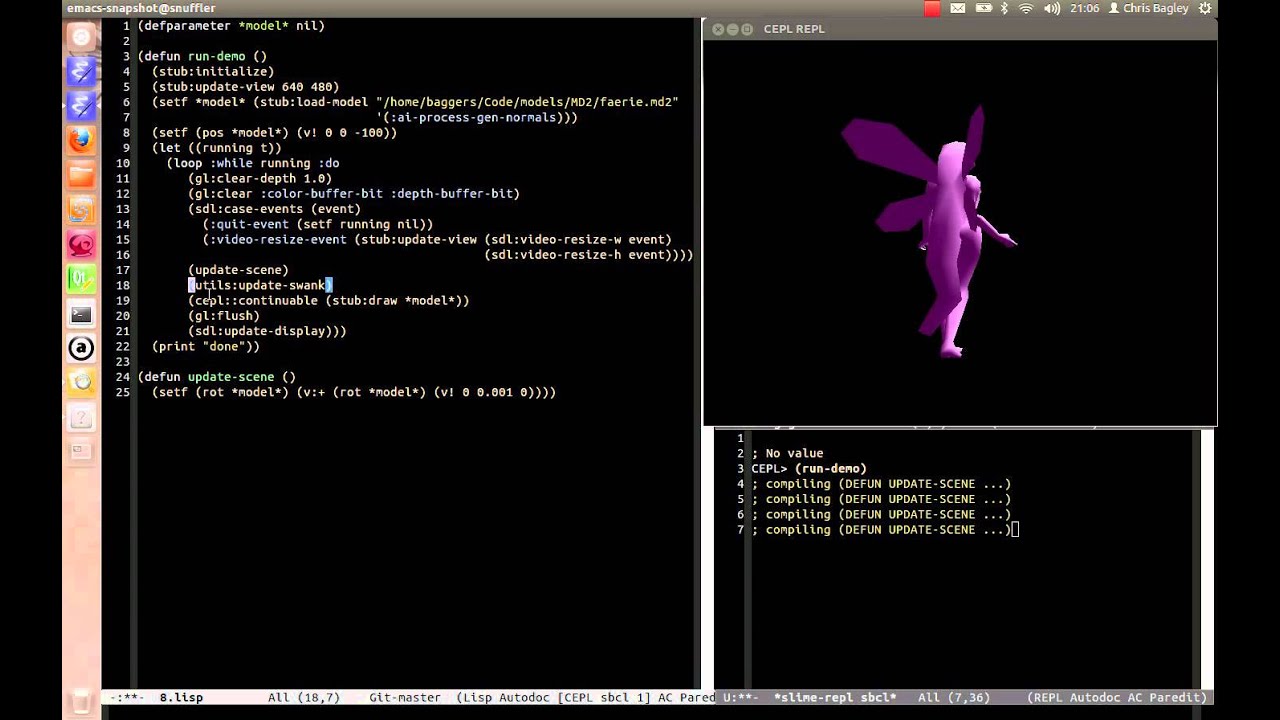 emacs-snapshot@snuffler
21:06 Chris Bagley
1 (defparameter *model* nil)
2
3 (defun run-demo ()
4 (stub:initialize)
5 (stub:update-view 640 480)
6 (setf *model* (stub:load-model "/home/baggers/Code/models/MD2/faerie.md2"
7 '(:ai-process-gen-normals)))
8 (setf (pos *model*) (v! 0 0 -100))
9 (let ((running t))
10 (loop :while running :do
11 (gl:clear-depth 1.0)
12 (gl:clear :color-buffer-bit :depth-buffer-bit)
13 (sdl:case-events (event)
14 (:quit-event (setf running nil))
15 (:video-resize-event (stub:update-view (sdl:video-resize-w event)
16 (sdl:video-resize-h event))))
17 (update-scene)
18 (utils:update-swank)
19 (cepl::continuable (stub:draw *model*))
20 (gl:flush)
21 (sdl:update-display)))
22 (print "done"))
23
24 (defun update-scene ()
25 (setf (rot *model*) (v:+ (rot *model*) (v! 0 0.001 0))))
-:**- 8.lisp All (18,7) Git-master (Lisp Autodoc [CEPL sbcl 1] AC Pared
CEPL REPL
1
2 ; No value
3 CEPL> (run-demo)
4 ; compiling (DEFUN UPDATE-SCENE ...)
5 ; compiling (DEFUN UPDATE-SCENE ...)
6 ; compiling (DEFUN UPDATE-SCENE ...)
7 ; compiling (DEFUN UPDATE-SCENE ...)
U:**- *slime-repl sbcl* All (7,36) (REPL Autodoc AC Paredit)